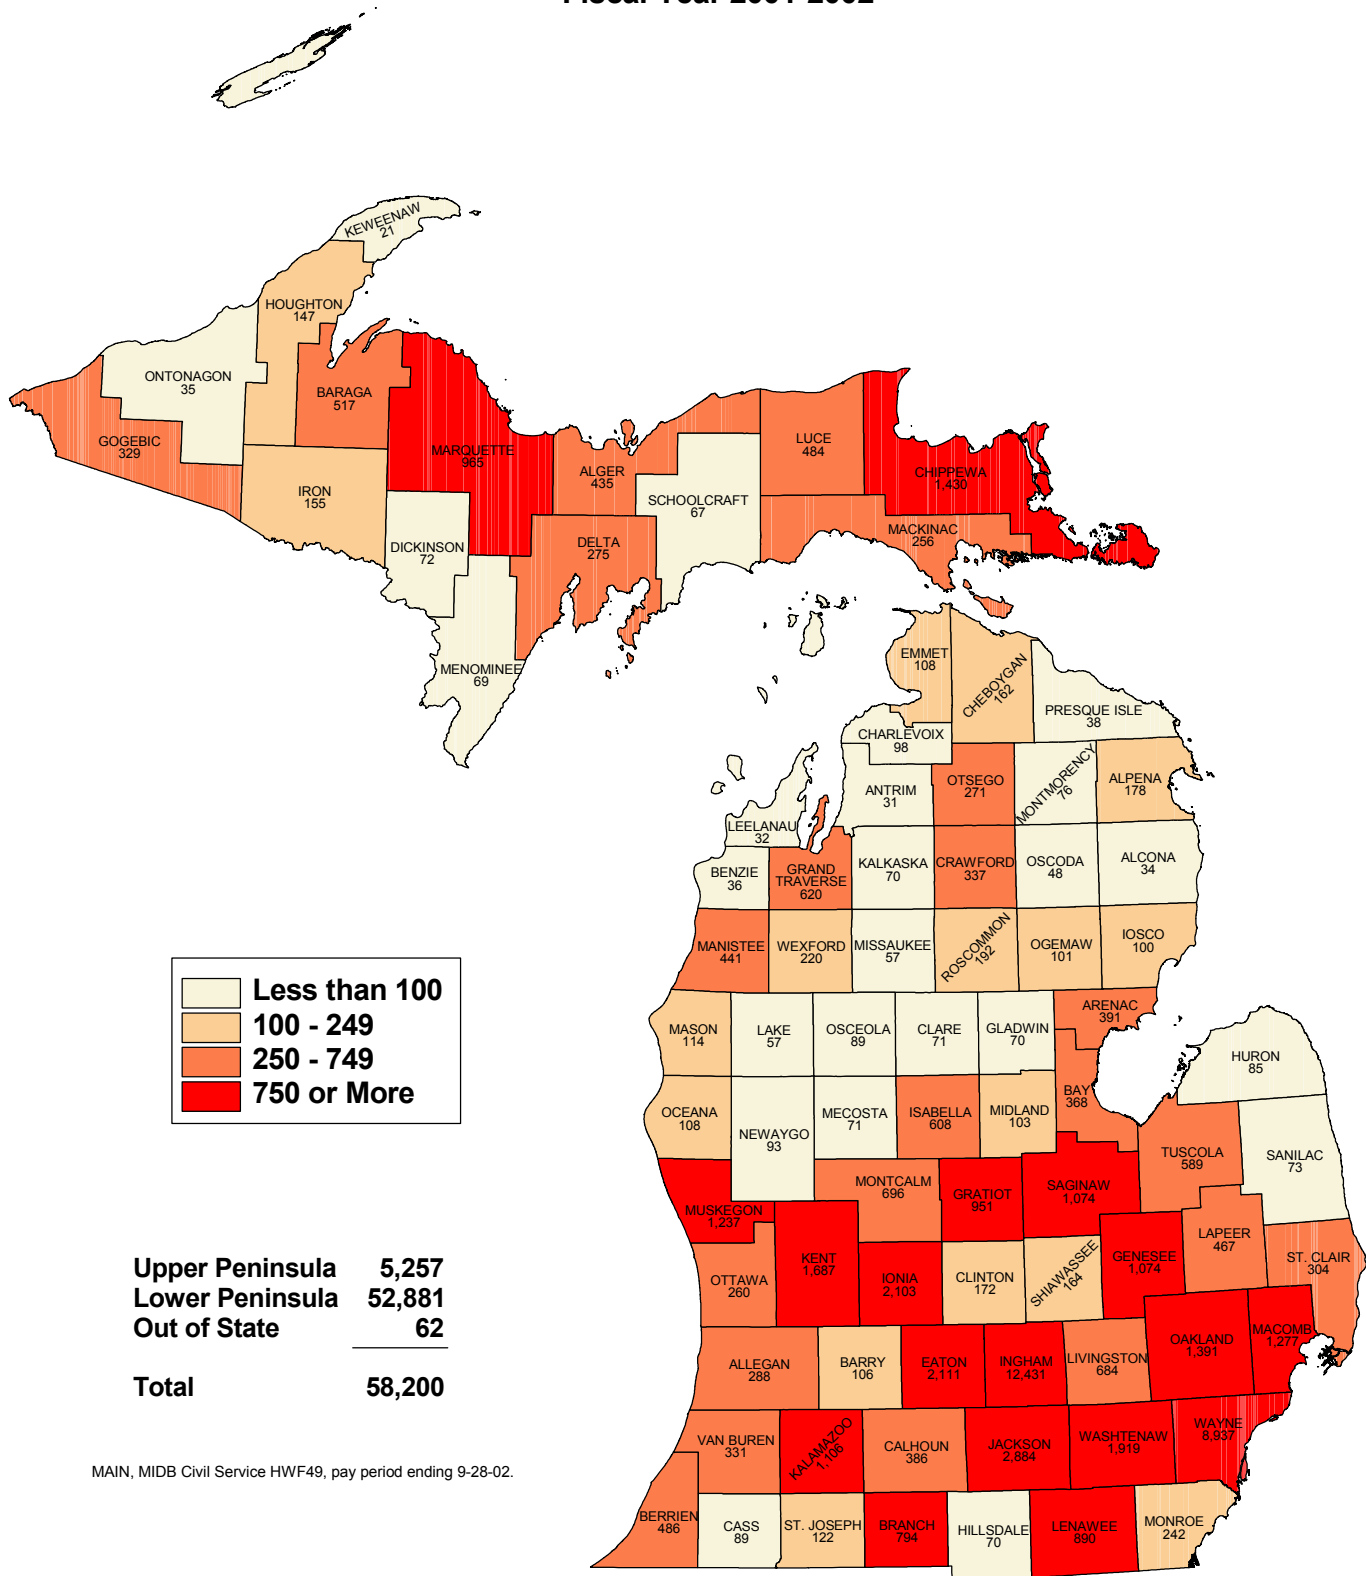 Fiscal Year 2001-2002
KEWEENAW
21
HOUGHTON
147
ONTONAGON
35
BARAGA
517
GOGEBIC
329
MARQUETTE
965
IRON
155
ALGER
435
LUCE
484
CHIPPEWA
1,430
SCHOOLCRAFT
67
MACKINAC
256
DICKINSON
72
DELTA
275
MENOMINEE
69
EMMET
108
CHEBOYGAN
162
PRESQUE ISLE
38
CHARLEVOIX
98
ANTRIM
31
OTSEGO
271
MONTMORENCY
76
ALPENA
178
LEELANAU
32
BENZIE
36
GRAND
TRAVERSE
620
KALKASKA
70
CRAWFORD
337
OSCODA
48
ALCONA
34
MANISTEE
441
WEXFORD
220
MISSAUKEE
57
ROSCOMMON
192
OGEMAW
101
IOSCO
100
Less than 100
100 - 249
250 - 749
750 or More
MASON
114
LAKE
57
OSCEOLA
89
CLARE
71
GLADWIN
70
ARENAC
391
HURON
85
OCEANA
108
NEWAYGO
93
MECOSTA
71
ISABELLA
608
MIDLAND
103
BAY
368
TUSCOLA
589
SANILAC
73
MUSKEGON
1,237
MONTCALM
696
GRATIOT
951
SAGINAW
1,074
LAPEER
467
ST. CLAIR
304
OTTAWA
260
KENT
1,687
IONIA
2,103
CLINTON
172
SHIAWASSEE
164
GENESEE
1,074
Upper Peninsula 5,257
Lower Peninsula 52,881
Out of State 62
Total 58,200
ALLEGAN
288
BARRY
106
EATON
2,111
INGHAM
12,431
LIVINGSTON
684
OAKLAND
1,391
MACOMB
1,277
VAN BUREN
331
KALAMAZOO
1,106
CALHOUN
386
JACKSON
2,884
WASHTENAW
1,919
WAYNE
8,937
MAIN, MIDB Civil Service HWF49, pay period ending 9-28-02.
BERRIEN
486
CASS
89
ST. JOSEPH
122
BRANCH
794
HILLSDALE
70
LENAWEE
890
MONROE
242